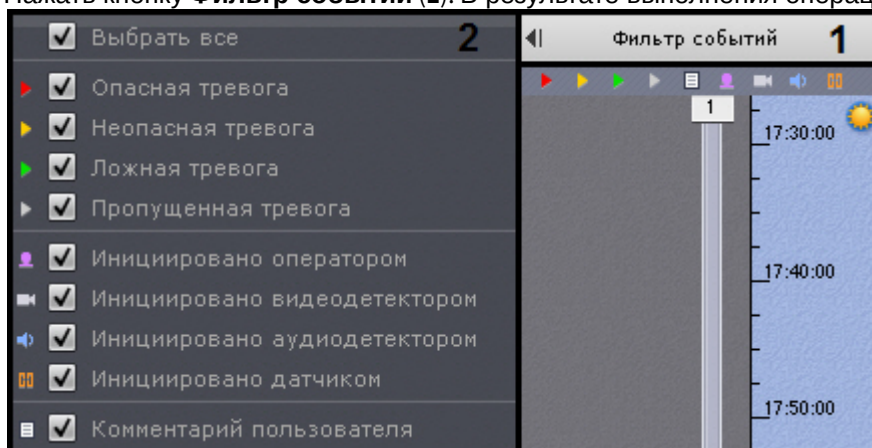 Нажать кнопку Фильтр событий (1). В результате выполнения операц
Выбрать все
2
Опасная тревога
Неопасная тревога
Ложная тревога
Пропущенная тревога
Инициировано оператором
Инициировано видеодетектором
Инициировано аудиодетектором
Инициировано датчиком
Комментарий пользователя
Фильтр событий
1
1
17:30:00
17:40:00
17:50:00